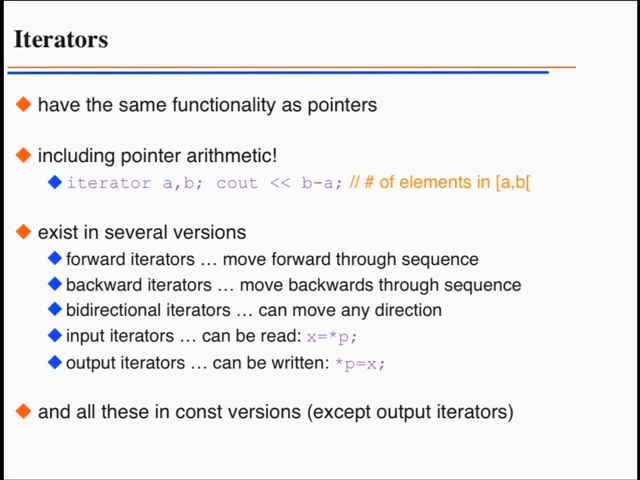 Iterators
have the same functionality as pointers
including pointer arithmetic!
iterator a,b; cout << b-a; // # of elements in [a,b[
exist in several versions
forward iterators … move forward through sequence
backward iterators … move backwards through sequence
bidirectional iterators … can move any direction
input iterators … can be read: x=*p;
output iterators … can be written: *p=x;
and all these in const versions (except output iterators)